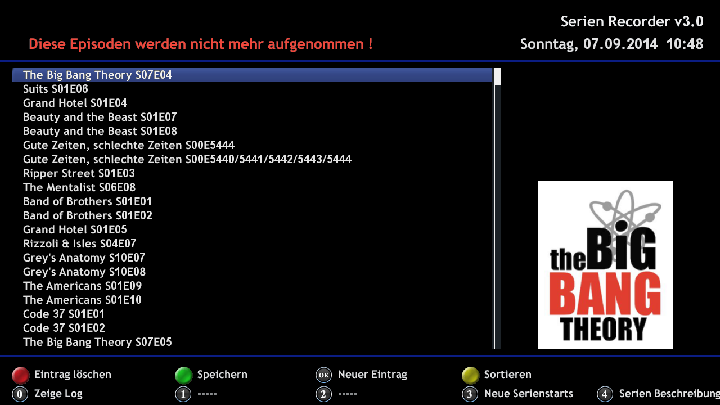 Serien Recorder v3.0
Diese Episoden werden nicht mehr aufgenommen !
Sonntag, 07.09.2014 10:48
The Big Bang Theory S07E04
Suits S01E08
Grand Hotel S01E04
Beauty and the Beast S01E07
Beauty and the Beast S01E08
Gute Zeiten, schlechte Zeiten S00E5444
Gute Zeiten, schlechte Zeiten S00E5440/5441/5442/5443/5444
Ripper Street S01E03
The Mentalist S06E08
Band of Brothers S01E01
Band of Brothers S01E02
Grand Hotel S01E05
Rizzoli & Isles S04E07
Grey's Anatomy S10E07
Grey's Anatomy S10E08
The Americans S01E09
The Americans S01E10
Code 37 S01E01
Code 37 S01E02
The Big Bang Theory S07E05
the BiG
BANG
THEORY
Eintrag löschen
Speichern
OK Neuer Eintrag
Sortieren
0 Zeige Log
1 -----
2 -----
3 Neue Serienstarts
4 Serien Beschreibung